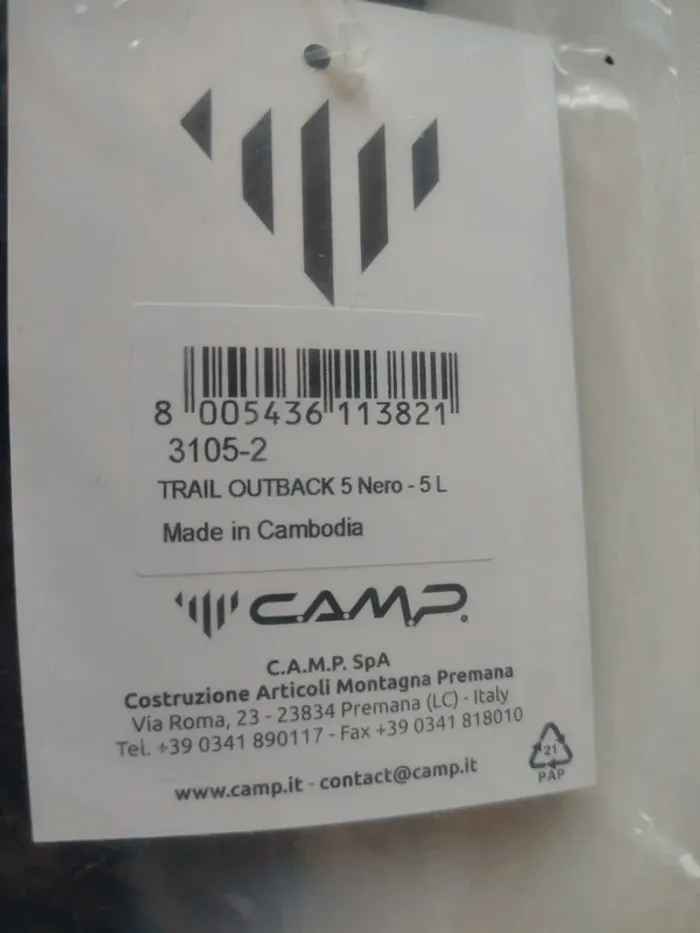 8 005436 113821
3105-2
TRAIL OUTBACK 5 Nero - 5 L
Made in Cambodia
C.A.M.P.
C.A.M.P. SpA
Costruzione Articoli Montagna Premana
Via Roma, 23 - 23834 Premana (LC) - Italy
Tel. +39 0341 890117 - Fax +39 0341 818010
www.camp.it - contact@camp.it
21
PAP